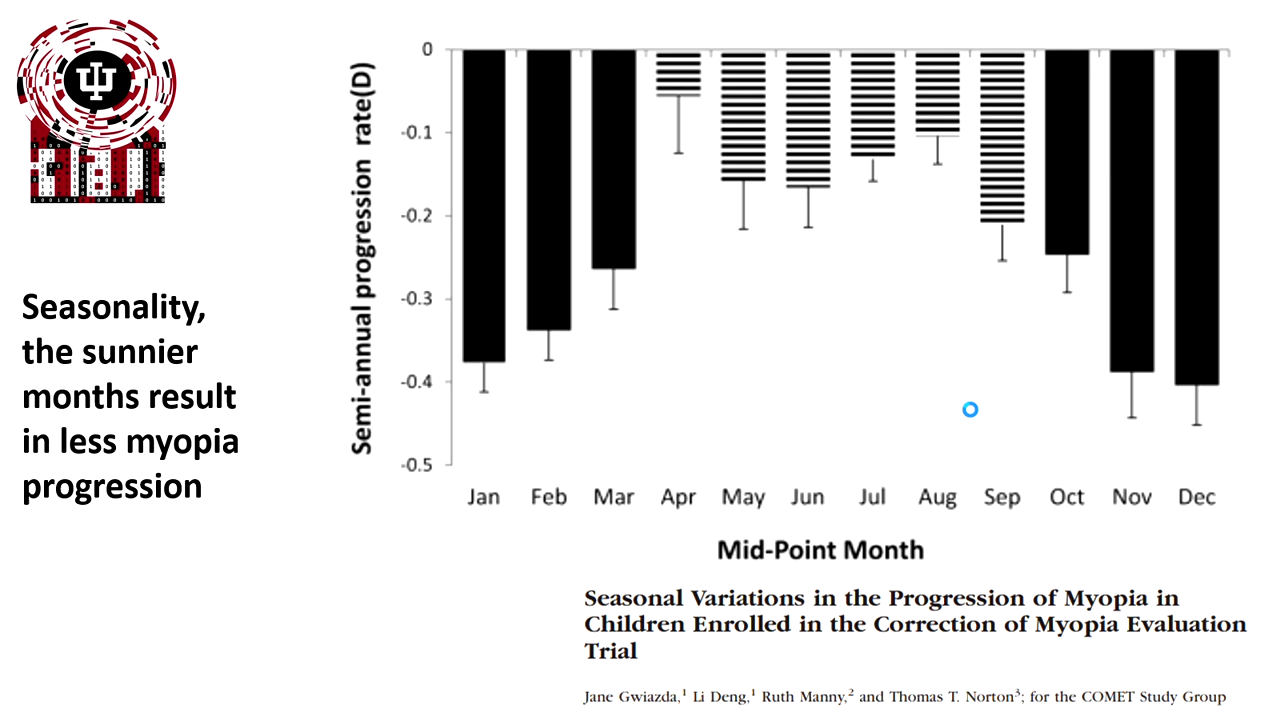 Seasonality,
the sunnier
months result
in less myopia
progression
Semi-annual progression rate(D)
0
-0.1
-0.2
-0.3
-0.4
-0.5
Jan Feb Mar Apr May Jun Jul Aug Sep Oct Nov Dec
Mid-Point Month
Seasonal Variations in the Progression of Myopia in
Children Enrolled in the Correction of Myopia Evaluation
Trial
Jane Gwiazda,¹ Li Deng,¹ Ruth Manny,² and Thomas T. Norton³; for the COMET Study Group